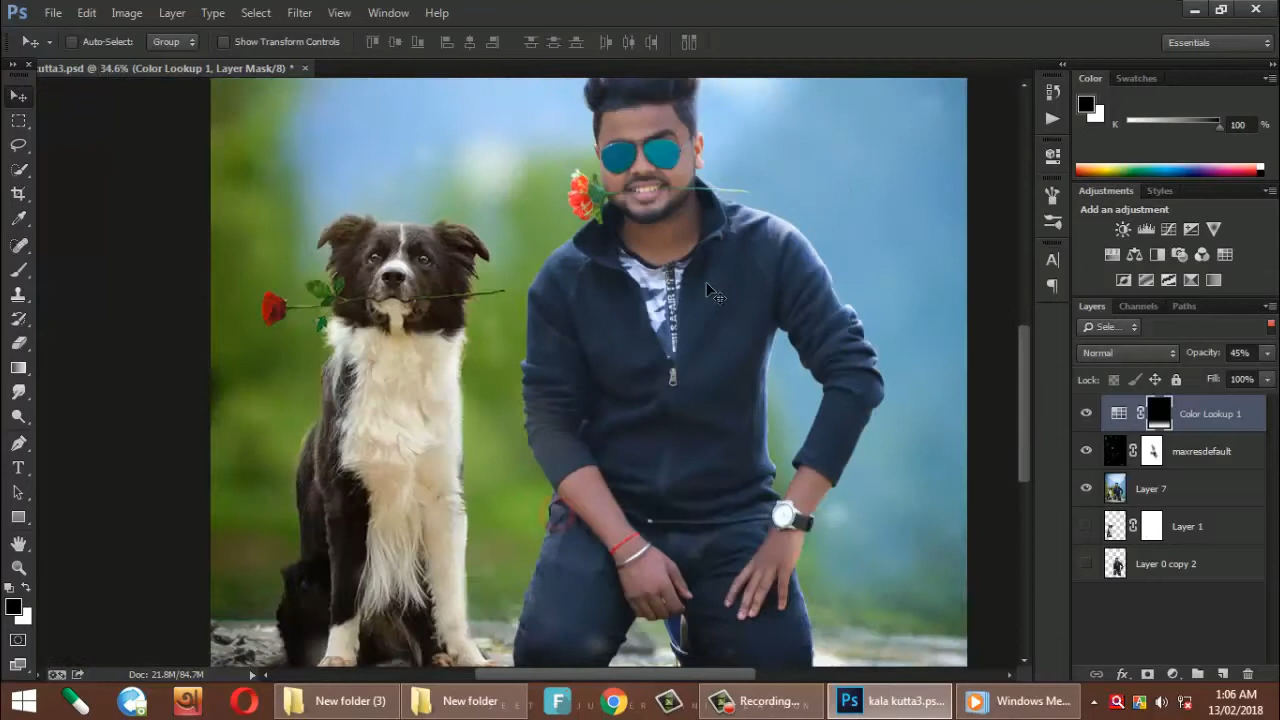 Ps File Edit Image Layer Type Select Filter View Window Help
Auto-Select: Group Show Transform Controls Essentials
kutta3.psd @ 34.6% (Color Lookup 1, Layer Mask/8) * ×
Color Swatches
K 100 %
Adjustments Styles
Add an adjustment
Layers Channels Paths
Sele...
Normal Opacity: 45%
Lock: Fill: 100%
Color Lookup 1
maxresdefault
Layer 7
Layer 1
Layer 0 copy 2
34.6% Doc: 21.8M/84.7M
New folder (3) New folder F Recording... Ps kala kutta3.ps... Windows Me... 1:06 AM
13/02/2018